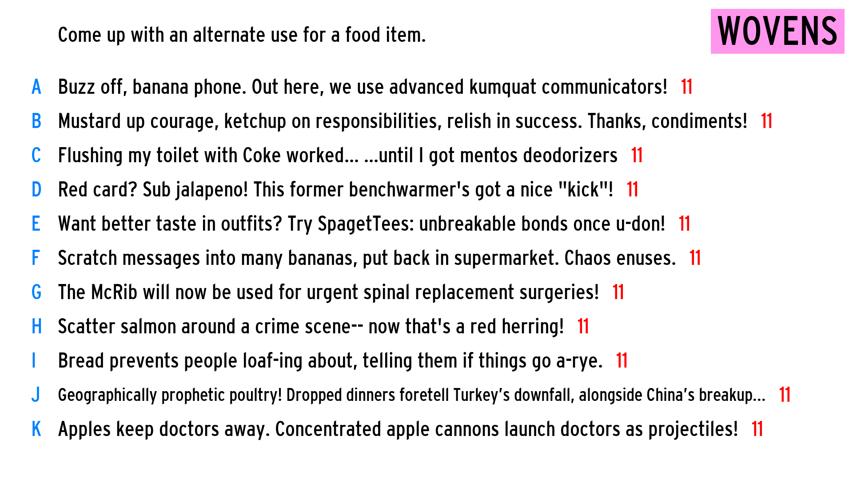 Come up with an alternate use for a food item.
WOVENS
A Buzz off, banana phone. Out here, we use advanced kumquat communicators! 11
B Mustard up courage, ketchup on responsibilities, relish in success. Thanks, condiments! 11
C Flushing my toilet with Coke worked... ...until I got mentos deodorizers 11
D Red card? Sub jalapeno! This former benchwarmer's got a nice "kick"! 11
E Want better taste in outfits? Try SpagetTees: unbreakable bonds once u-don! 11
F Scratch messages into many bananas, put back in supermarket. Chaos enuses. 11
G The McRib will now be used for urgent spinal replacement surgeries! 11
H Scatter salmon around a crime scene-- now that's a red herring! 11
I Bread prevents people loaf-ing about, telling them if things go a-rye. 11
J Geographically prophetic poultry! Dropped dinners foretell Turkey's downfall, alongside China's breakup... 11
K Apples keep doctors away. Concentrated apple cannons launch doctors as projectiles! 11